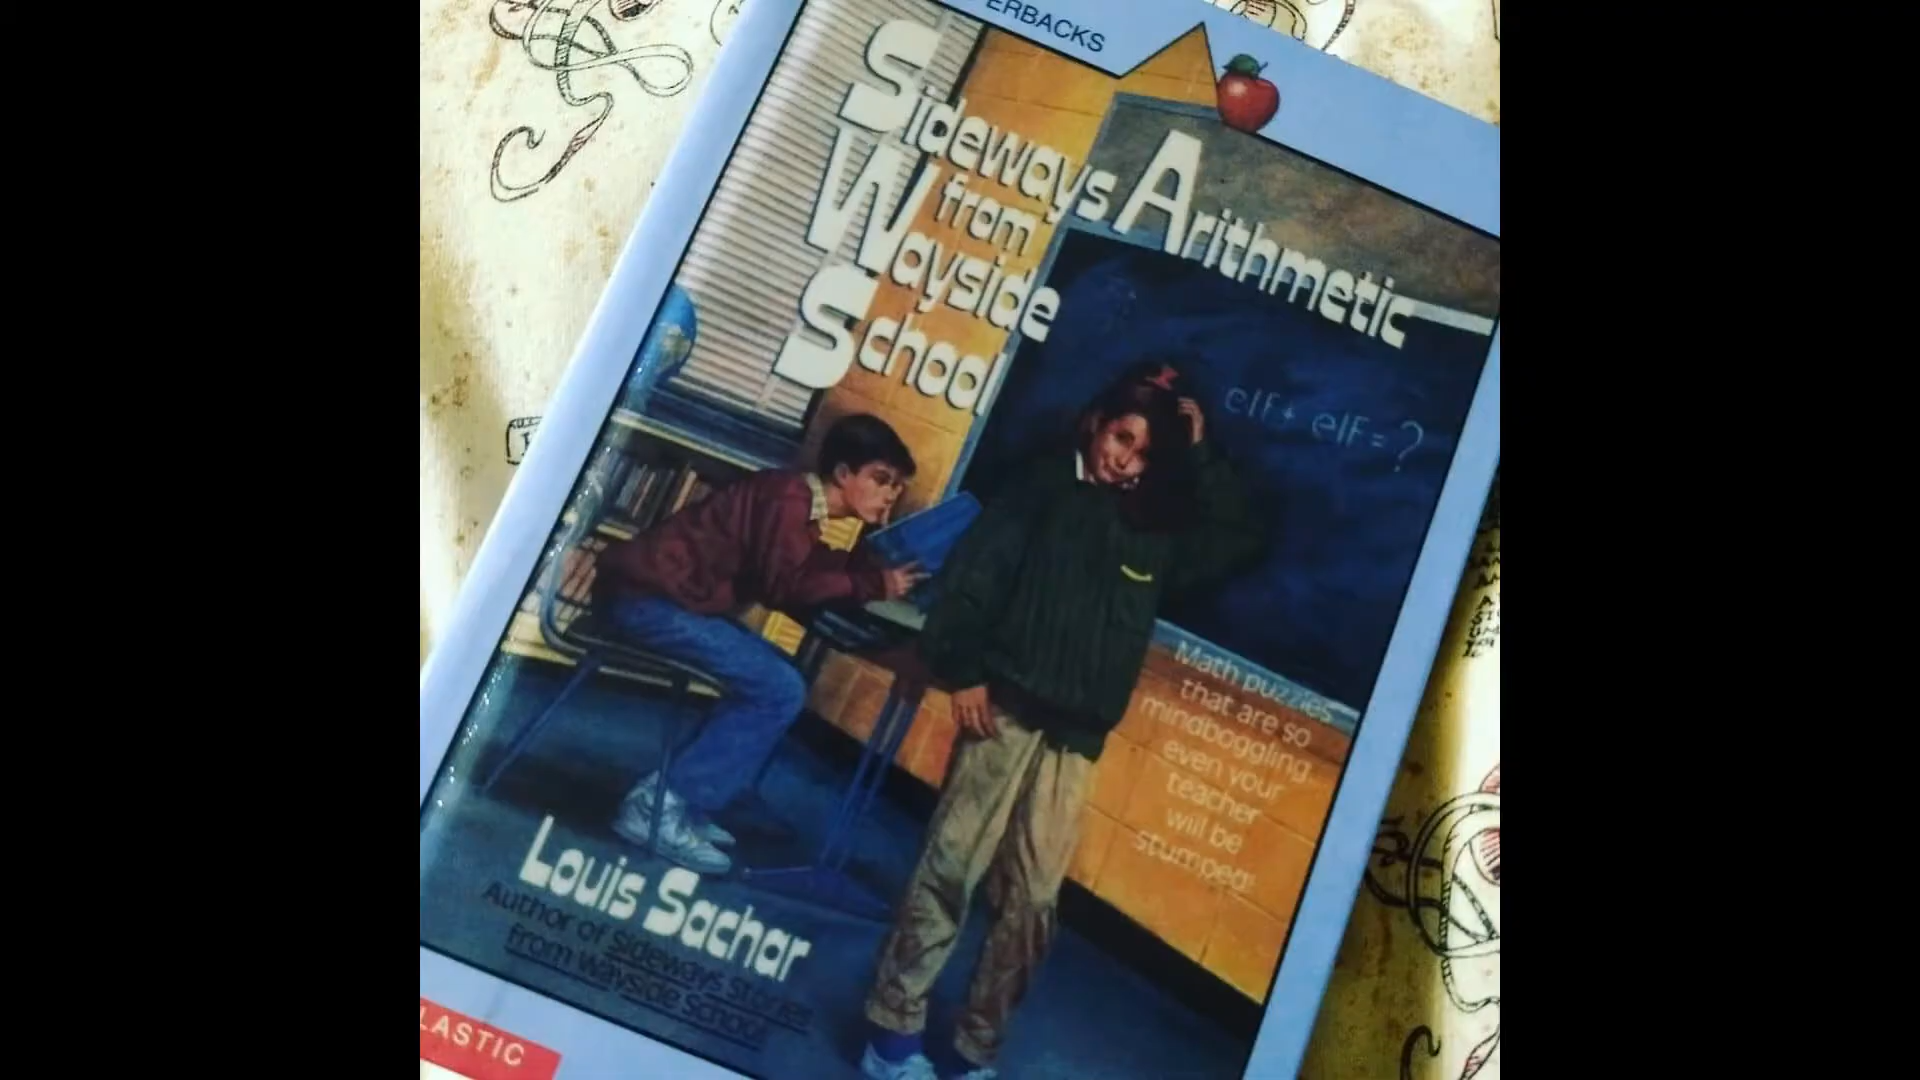 ERBACKS
Sideways Arithmetic
from
Wayside
School
elf + elf = ?
Math puzzles
that are so
mindboggling
even your
teacher
will be
stumped!
Louis Sachar
Author of Sideways Stories
from Wayside School
LASTIC